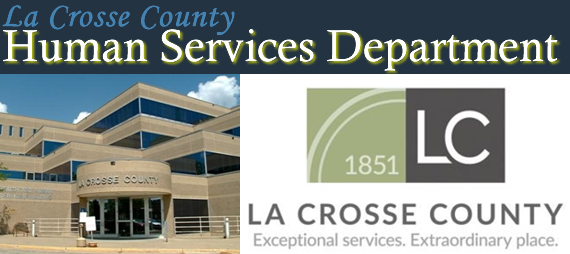 La Crosse County
Human Services Department
LA CROSSE COUNTY
1851 LC
LA CROSSE COUNTY
Exceptional services. Extraordinary place.